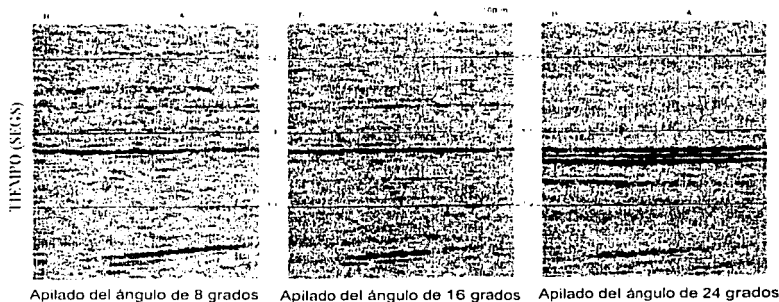 A
A
100 m
A
TIEMPO (SEGS)
Apilado del ángulo de 8 grados
Apilado del ángulo de 16 grados
Apilado del ángulo de 24 grados